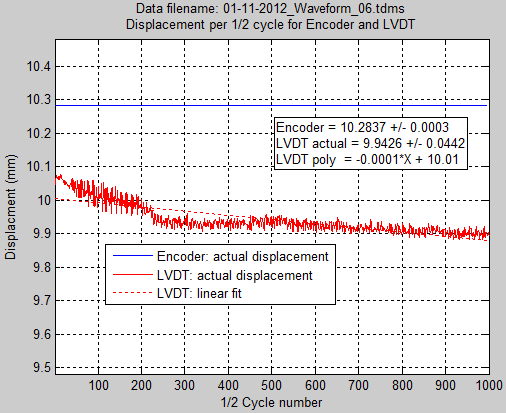 Data filename: 01-11-2012_Waveform_06.tdms
Displacement per 1/2 cycle for Encoder and LVDT
Displacment (mm)
10.4
10.3
10.2
10.1
10
9.9
9.8
9.7
9.6
9.5
Encoder = 10.2837 +/- 0.0003
LVDT actual = 9.9426 +/- 0.0442
LVDT poly = -0.0001*X + 10.01
Encoder: actual displacement
LVDT: actual displacement
LVDT: linear fit
100 200 300 400 500 600 700 800 900 1000
1/2 Cycle number